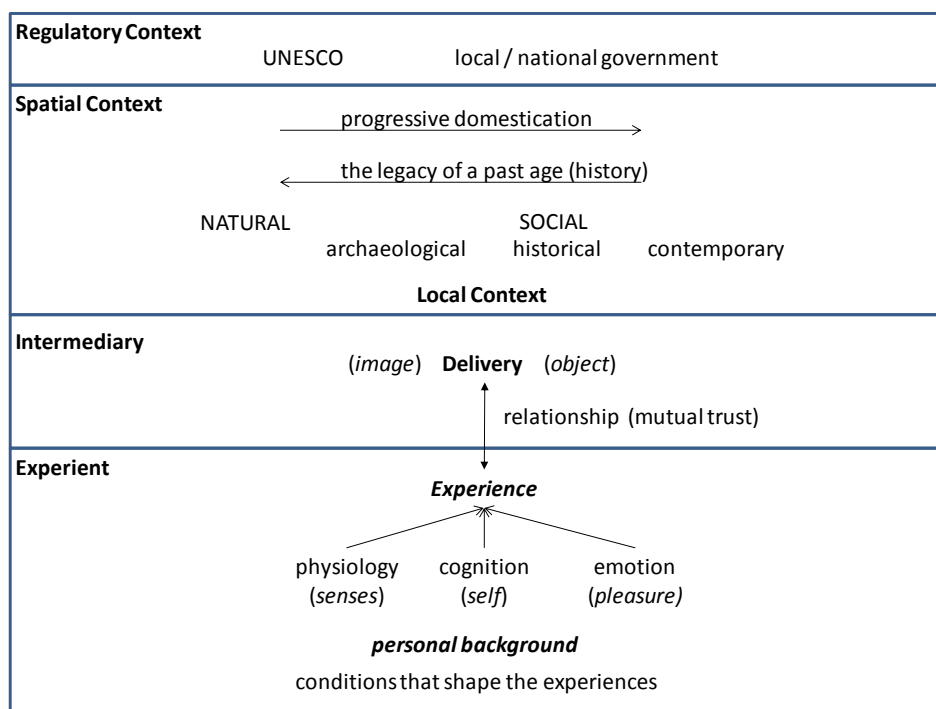 Regulatory Context
UNESCO local / national government
Spatial Context
progressive domestication
the legacy of a past age (history)
NATURAL SOCIAL
archaeological historical contemporary
Local Context
Intermediary
(image) Delivery (object)
relationship (mutual trust)
Experient
Experience
physiology cognition emotion
(senses) (self) (pleasure)
personal background
conditions that shape the experiences